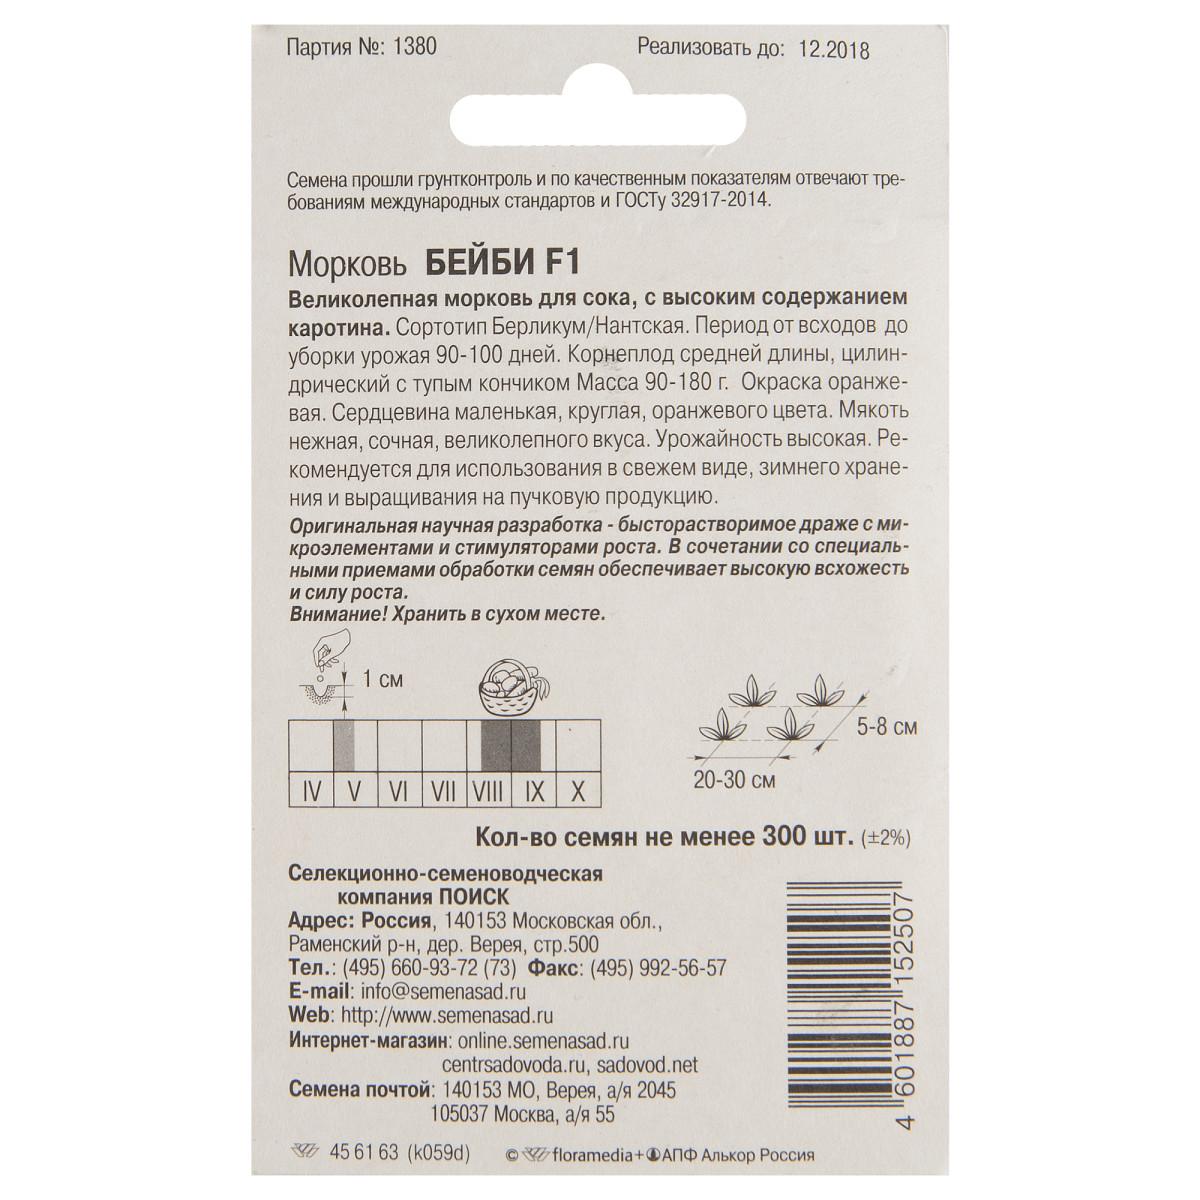 Партия №: 1380 Реализовать до: 12.2018
Семена прошли грунтконтроль и по качественным показателям отвечают тре-
бованиям международных стандартов и ГОСТу 32917-2014.
Морковь БЕЙБИ F1
Великолепная морковь для сока, с высоким содержанием
каротина. Сортотип Берликум/Нантская. Период от всходов до
уборки урожая 90-100 дней. Корнеплод средней длины, цилин-
дрический с тупым кончиком Масса 90-180 г. Окраска оранже-
вая. Сердцевина маленькая, круглая, оранжевого цвета. Мякоть
нежная, сочная, великолепного вкуса. Урожайность высокая. Ре-
комендуется для использования в свежем виде, зимнего хране-
ния и выращивания на пучковую продукцию.
Оригинальная научная разработка - быстрорастворимое драже с ми-
кроэлементами и стимуляторами роста. В сочетании со специаль-
ными приемами обработки семян обеспечивает высокую всхожесть
и силу роста.
Внимание! Хранить в сухом месте.
1 см
5-8 см
20-30 см
IV V VI VII VIII IX X
Кол-во семян не менее 300 шт. (±2%)
Селекционно-семеноводческая
компания ПОИСК
Адрес: Россия, 140153 Московская обл.,
Раменский р-н, дер. Верея, стр.500
Тел.: (495) 660-93-72 (73) Факс: (495) 992-56-57
E-mail: info@semenasad.ru
Web: http://www.semenasad.ru
Интернет-магазин: online.semenasad.ru
centrsadovoda.ru, sadovod.net
Семена почтой: 140153 МО, Верея, а/я 2045
105037 Москва, а/я 55
4 601887 152507
45 61 63 (k059d) © floramedia+ АПФ Алькор Россия